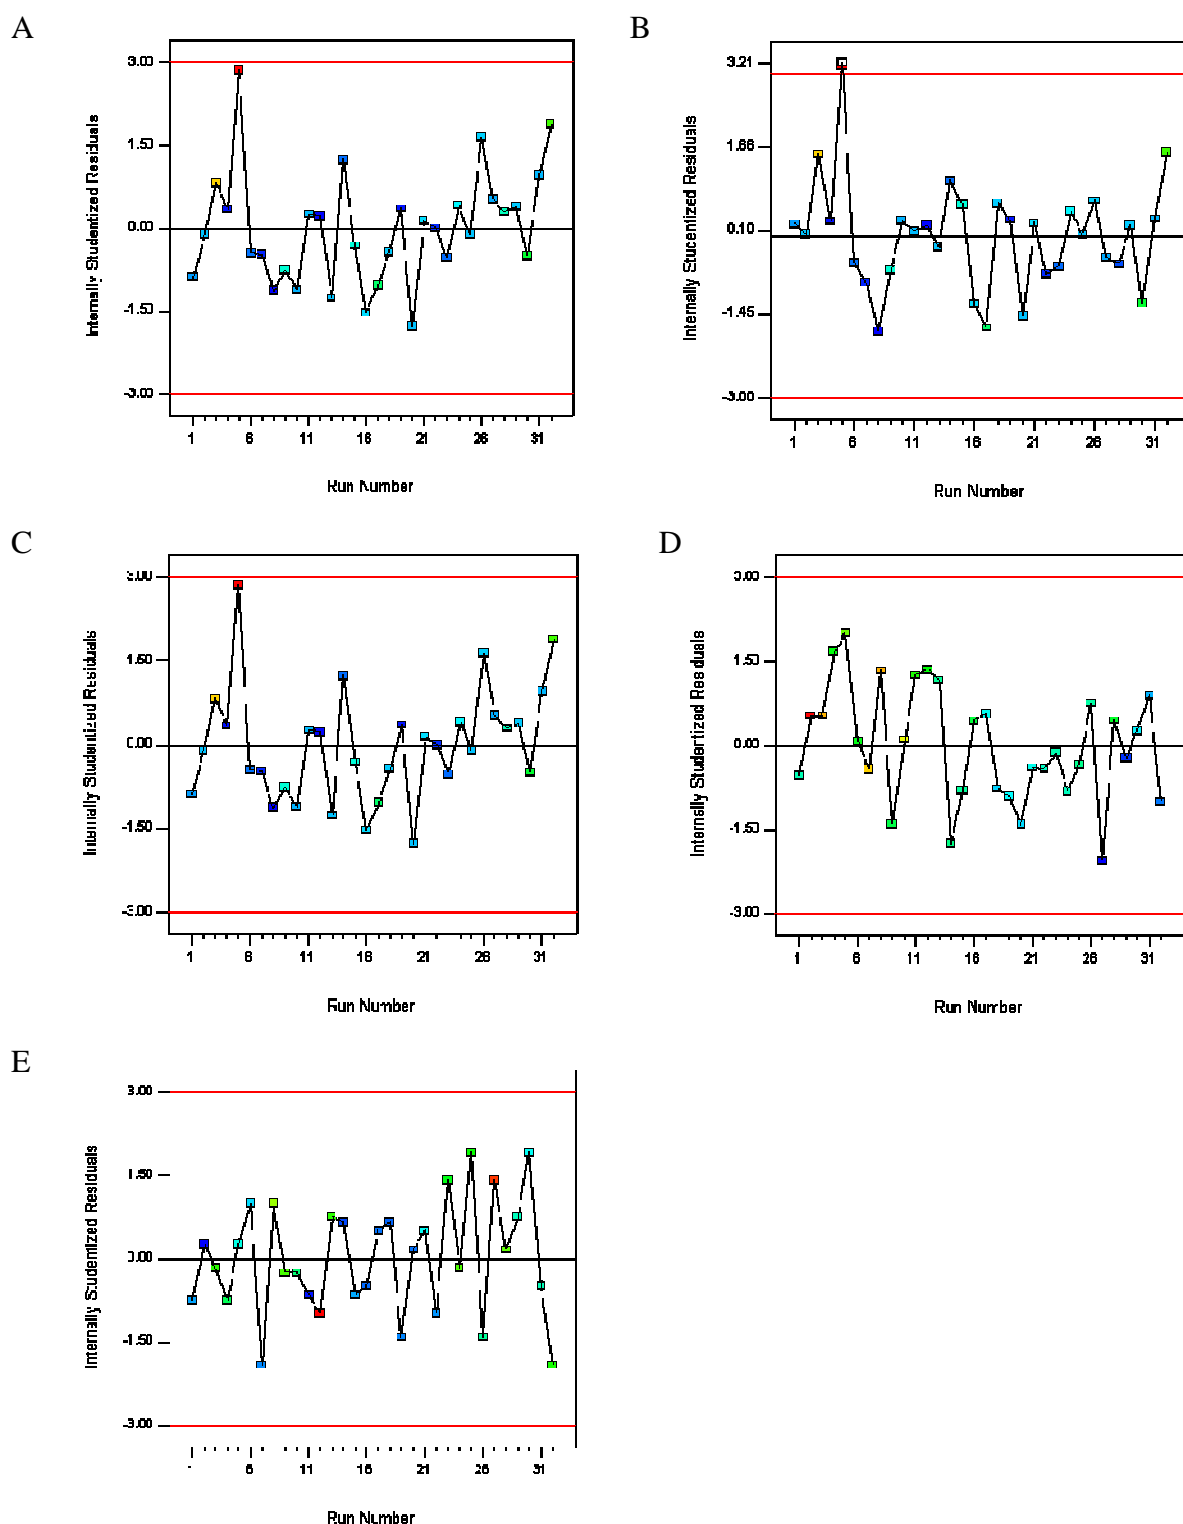 A
B
3.00
1.50
0.00
-1.50
-3.00
Internally Studentized Residuals
1 6 11 16 21 26 31
Run Number
3.21
1.66
0.10
-1.45
-3.00
Internally Studentized Residuals
1 6 11 16 21 26 31
Run Number
C
D
3.00
1.50
0.00
-1.50
-3.00
Internally Studentized Residuals
1 6 11 16 21 26 31
Run Number
3.00
1.50
0.00
-1.50
-3.00
Internally Studentized Residuals
1 6 11 16 21 26 31
Run Number
E
3.00
1.50
0.00
-1.50
-3.00
Internally Studentized Residuals
6 11 16 21 26 31
Run Number